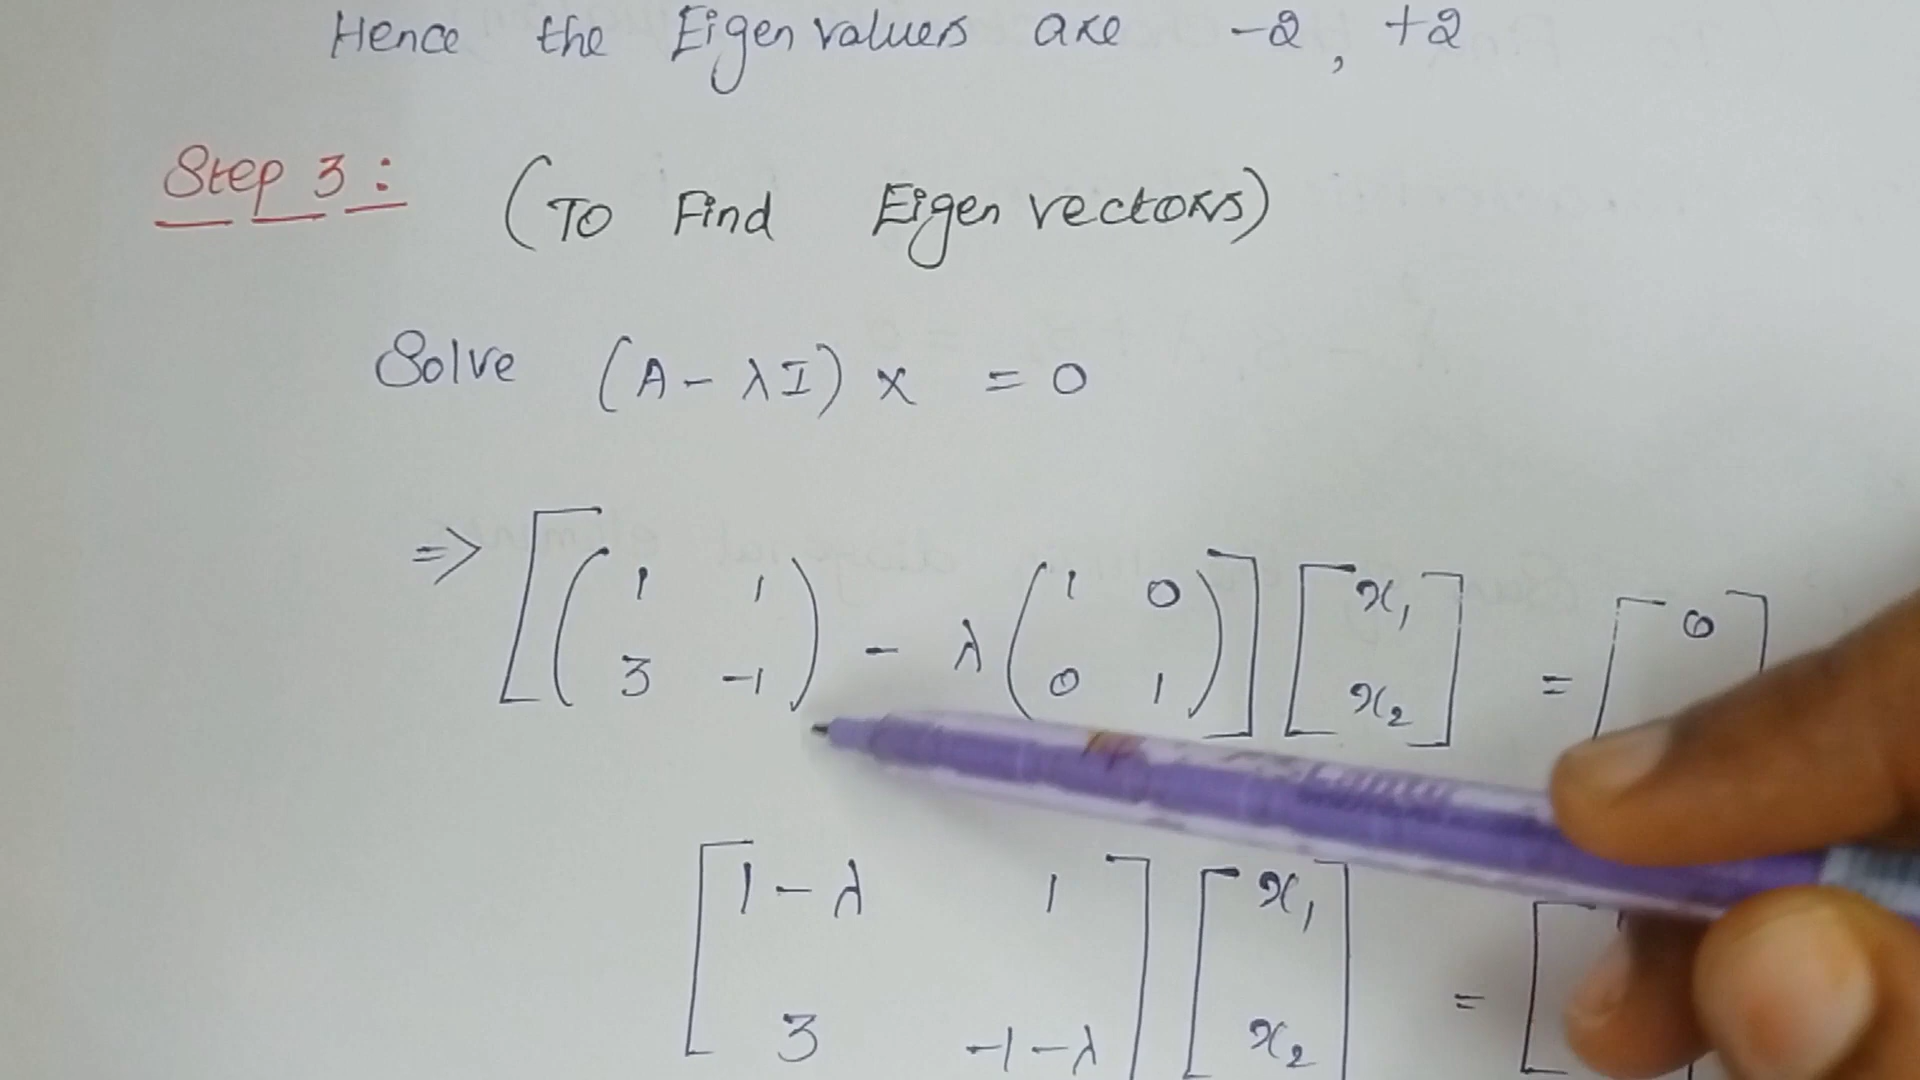 Hence the Eigen values are -2, +2
Step 3 : (To Find Eigen vectors)
Solve (A - λI) x = 0
=> [(1 1) - λ (1 0)] [x₁] = [0]
3 -1 0 1 x₂
[1-λ 1] [x₁] = [
3 -1-λ x₂